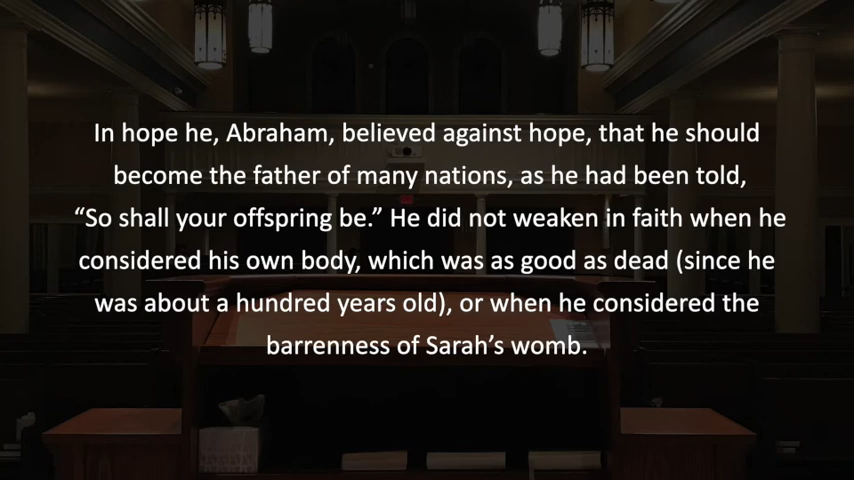 In hope he, Abraham, believed against hope, that he should
become the father of many nations, as he had been told,
“So shall your offspring be.” He did not weaken in faith when he
considered his own body, which was as good as dead (since he
was about a hundred years old), or when he considered the
barrenness of Sarah’s womb.